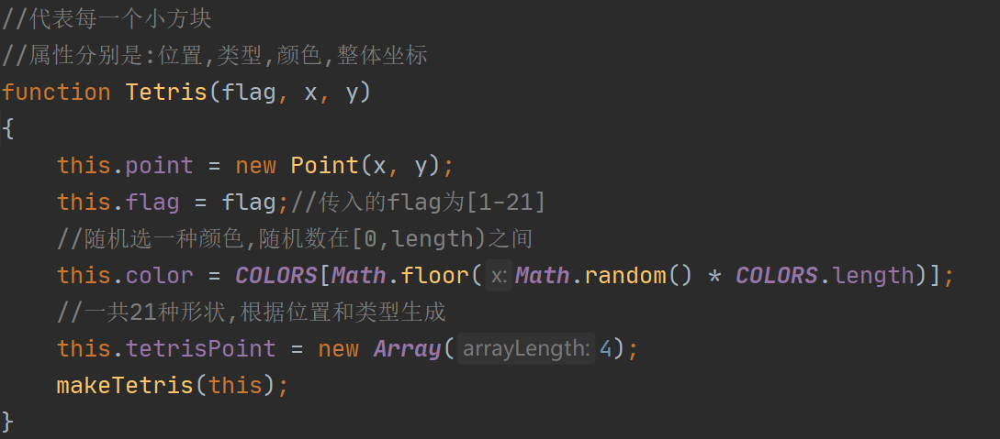 //代表每一个小方块
//属性分别是:位置,类型,颜色,整体坐标
function Tetris(flag, x, y)
{
    this.point = new Point(x, y);
    this.flag = flag;//传入的flag为[1-21]
    //随机选一种颜色,随机数在[0,length)之间
    this.color = COLORS[Math.floor( x: Math.random() * COLORS.length)];
    //一共21种形状,根据位置和类型生成
    this.tetrisPoint = new Array( arrayLength: 4);
    makeTetris(this);
}